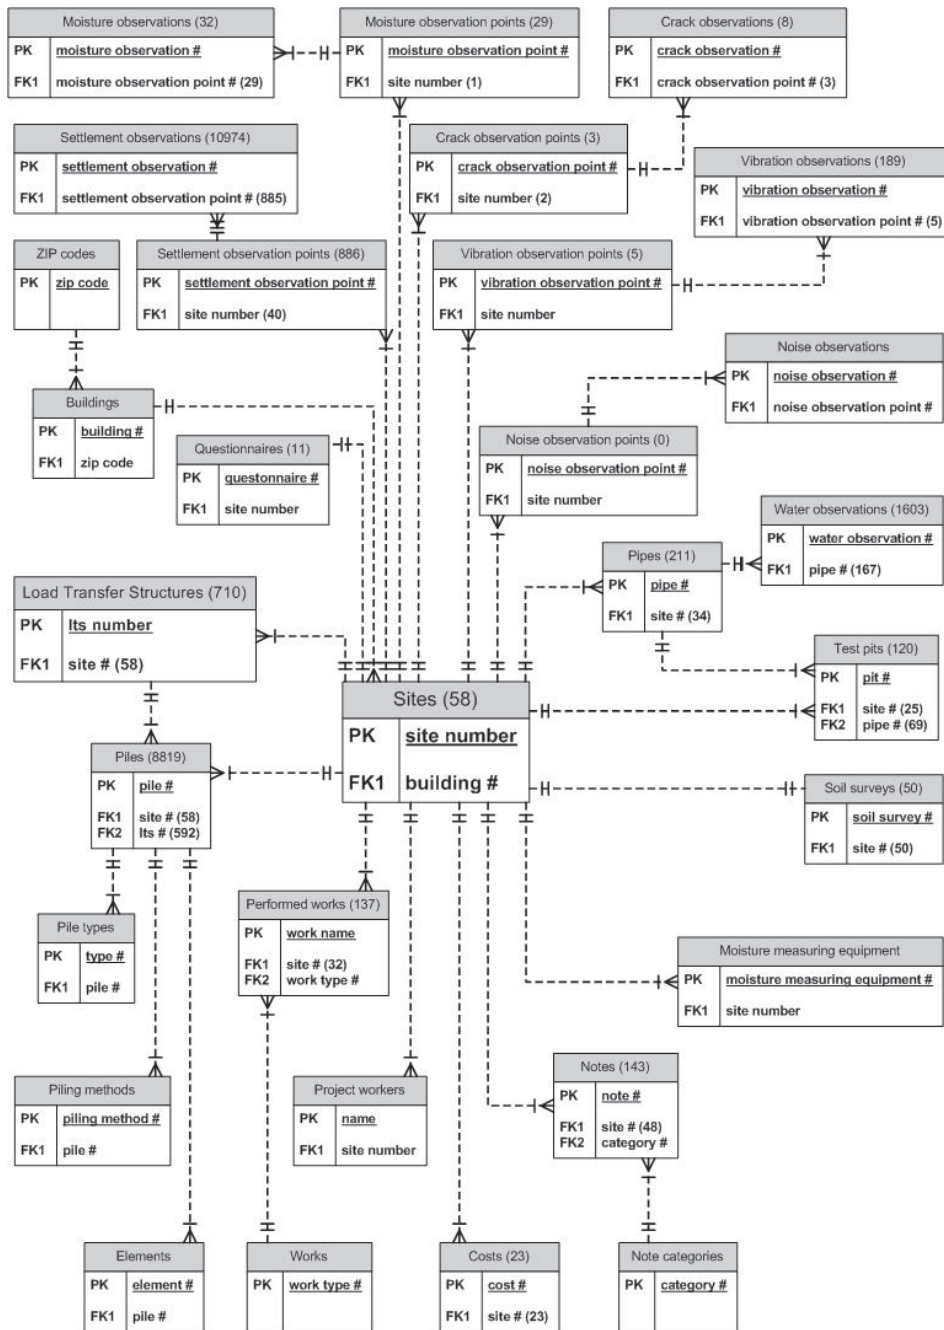 Moisture observations (32)
PK moisture observation #
FK1 moisture observation point # (29)
Moisture observation points (29)
PK moisture observation point #
FK1 site number (1)
Crack observations (8)
PK crack observation #
FK1 crack observation point # (3)
Settlement observations (10974)
PK settlement observation #
FK1 settlement observation point # (885)
Crack observation points (3)
PK crack observation point #
FK1 site number (2)
Vibration observations (189)
PK vibration observation #
FK1 vibration observation point # (5)
ZIP codes
PK zip code
Settlement observation points (886)
PK settlement observation point #
FK1 site number (40)
Vibration observation points (5)
PK vibration observation point #
FK1 site number
Noise observations
PK noise observation #
FK1 noise observation point #
Buildings
PK building #
FK1 zip code
Questionnaires (11)
PK questonnaire #
FK1 site number
Noise observation points (0)
PK noise observation point #
FK1 site number
Water observations (1603)
PK water observation #
FK1 pipe # (167)
Pipes (211)
PK pipe #
FK1 site # (34)
Load Transfer Structures (710)
PK lts number
FK1 site # (58)
Test pits (120)
PK pit #
FK1 site # (25)
FK2 pipe # (69)
Sites (58)
PK site number
FK1 building #
Piles (8819)
PK pile #
FK1 site # (58)
FK2 lts # (592)
Soil surveys (50)
PK soil survey #
FK1 site # (50)
Pile types
PK type #
FK1 pile #
Performed works (137)
PK work name
FK1 site # (32)
FK2 work type #
Moisture measuring equipment
PK moisture measuring equipment #
FK1 site number
Piling methods
PK piling method #
FK1 pile #
Project workers
PK name
FK1 site number
Notes (143)
PK note #
FK1 site # (48)
FK2 category #
Elements
PK element #
FK1 pile #
Works
PK work type #
Costs (23)
PK cost #
FK1 site # (23)
Note categories
PK category #